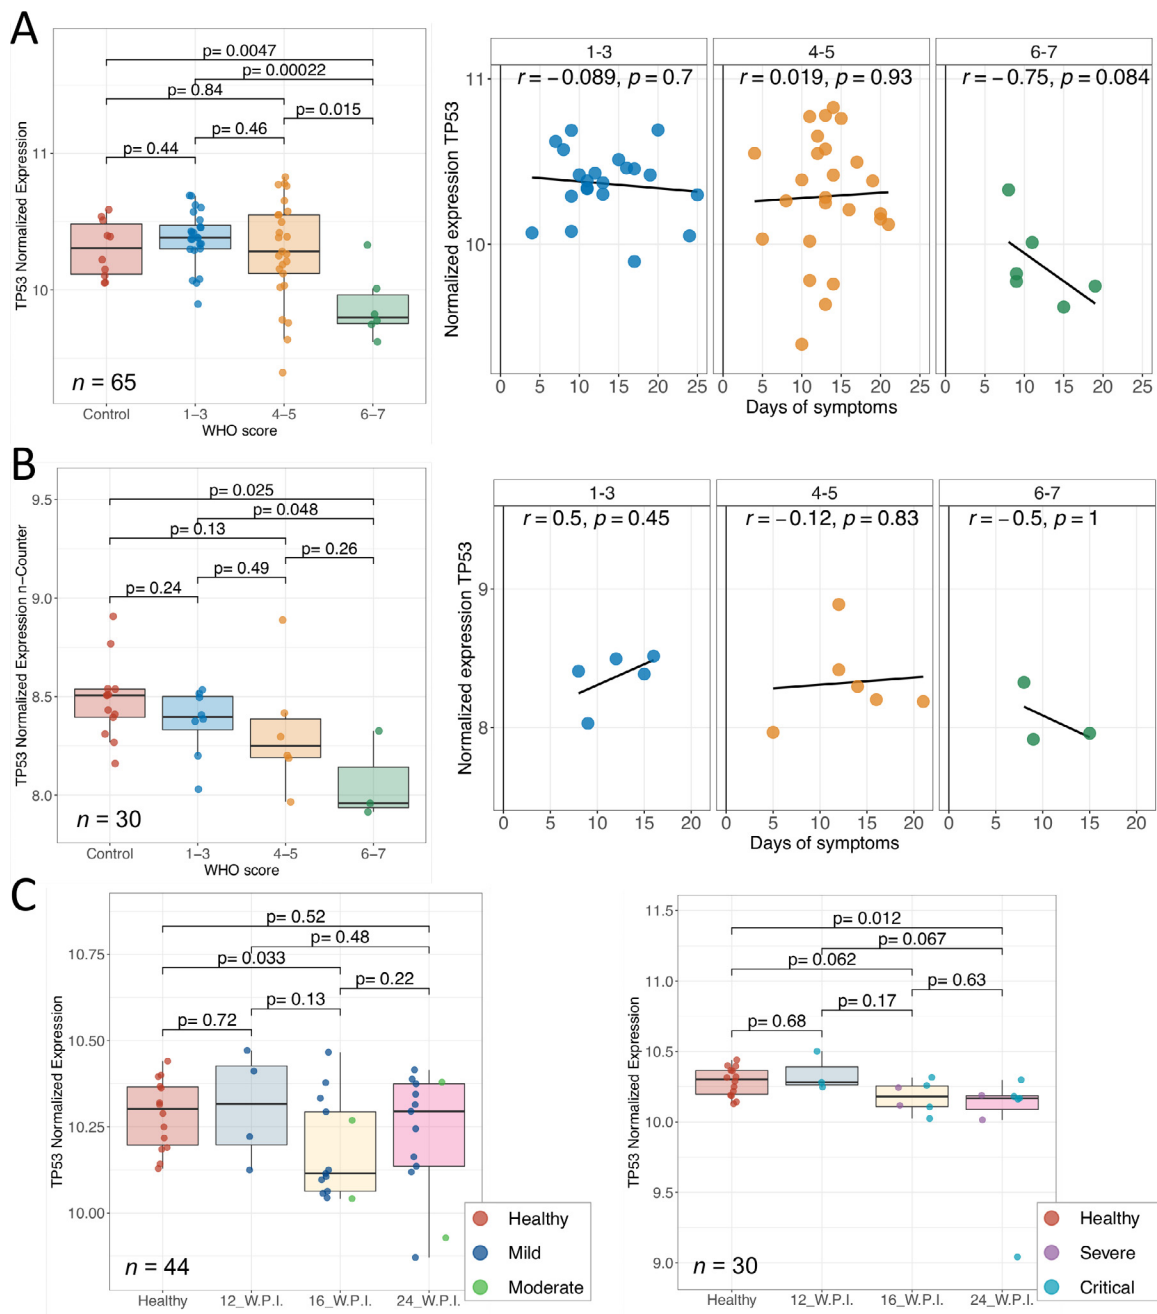 A
TP53 Normalized Expression
p= 0.0047
p= 0.00022
p= 0.84
p= 0.015
p= 0.46
p= 0.44
11
10
n = 65
Control
1−3
4−5
6−7
WHO score
Normalized expression TP53
1-3
4-5
6-7
r = −0.089, p = 0.7
r = 0.019, p = 0.93
r = −0.75, p = 0.084
11
10
0 5 10 15 20 25
0 5 10 15 20 25
0 5 10 15 20 25
Days of symptoms
B
TP53 Normalized Expression n−Counter
p= 0.025
p= 0.048
p= 0.13
p= 0.26
p= 0.49
p= 0.24
9.5
9.0
8.5
8.0
n = 30
Control
1−3
4−5
6−7
WHO score
Normalized expression TP53
1-3
4-5
6-7
r = 0.5, p = 0.45
r = −0.12, p = 0.83
r = −0.5, p = 1
9
8
0 5 10 15 20
0 5 10 15 20
0 5 10 15 20
Days of symptoms
C
TP53 Normalized Expression
p= 0.52
p= 0.48
p= 0.033
p= 0.22
p= 0.13
p= 0.72
10.75
10.50
10.25
10.00
n = 44
Healthy
12_W.P.I.
16_W.P.I.
24_W.P.I.
Healthy
Mild
Moderate
TP53 Normalized Expression
p= 0.012
p= 0.067
p= 0.062
p= 0.63
p= 0.17
p= 0.68
11.5
11.0
10.5
10.0
9.5
9.0
n = 30
Healthy
12_W.P.I.
16_W.P.I.
24_W.P.I.
Healthy
Severe
Critical